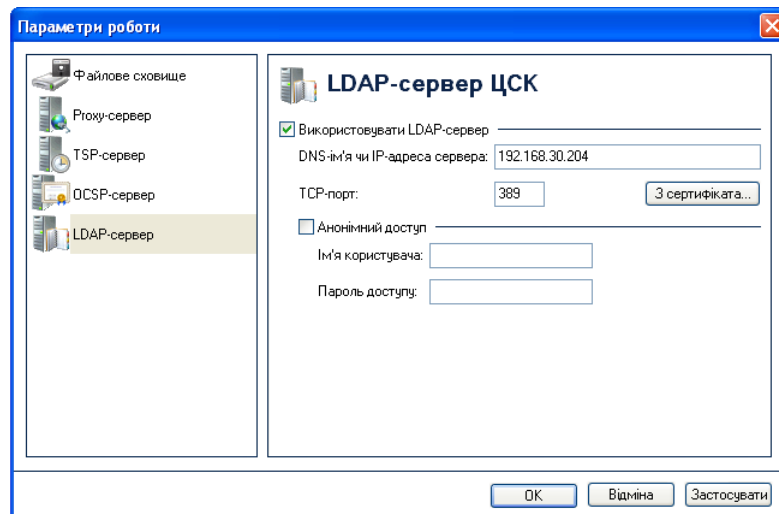 Параметри роботи
Файлове сховище
Proxy-сервер
TSP-сервер
OCSP-сервер
LDAP-сервер
LDAP-сервер ЦСК
Використовувати LDAP-сервер
DNS-ім'я чи IP-адреса сервера: 192.168.30.204
TCP-порт: 389 З сертифіката...
Анонімний доступ
Ім'я користувача:
Пароль доступу:
OK Відміна Застосувати